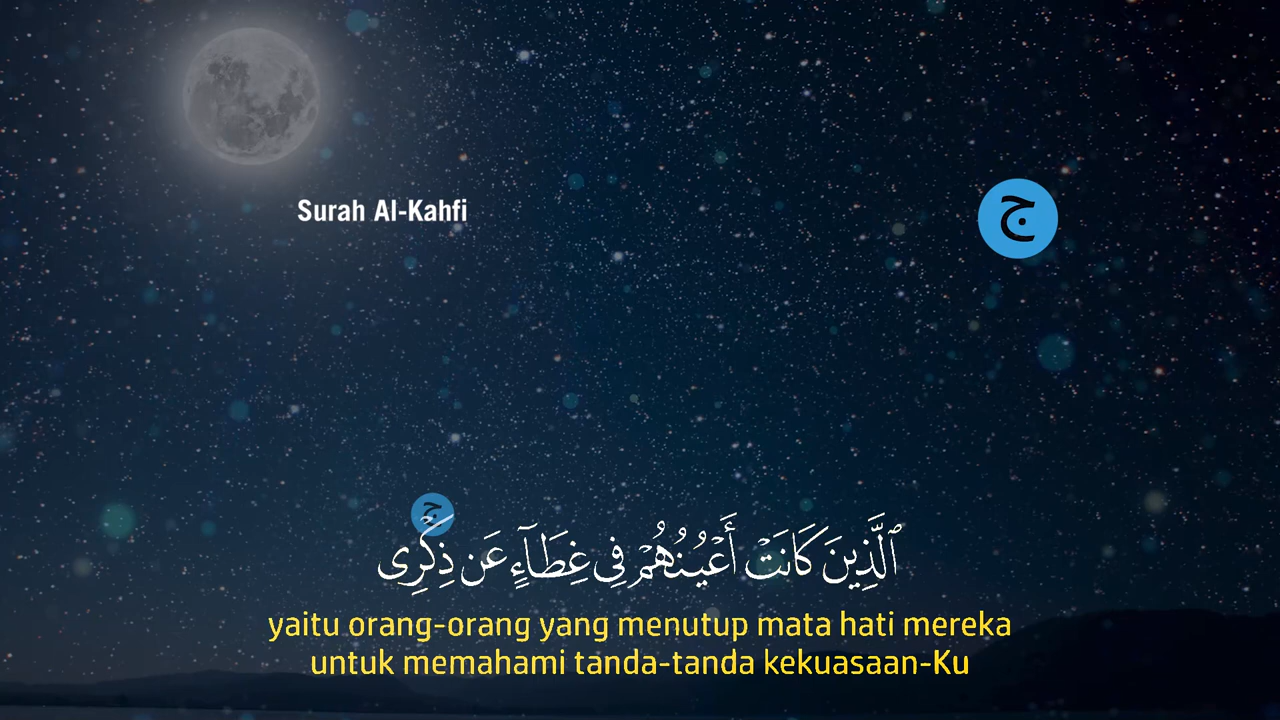 Surah Al-Kahfi
ج
ج
ٱلَّذِينَ كَانَتْ أَعْيُنُهُمْ فِى غِطَآءٍ عَن ذِكْرِى
yaitu orang-orang yang menutup mata hati mereka
untuk memahami tanda-tanda kekuasaan-Ku